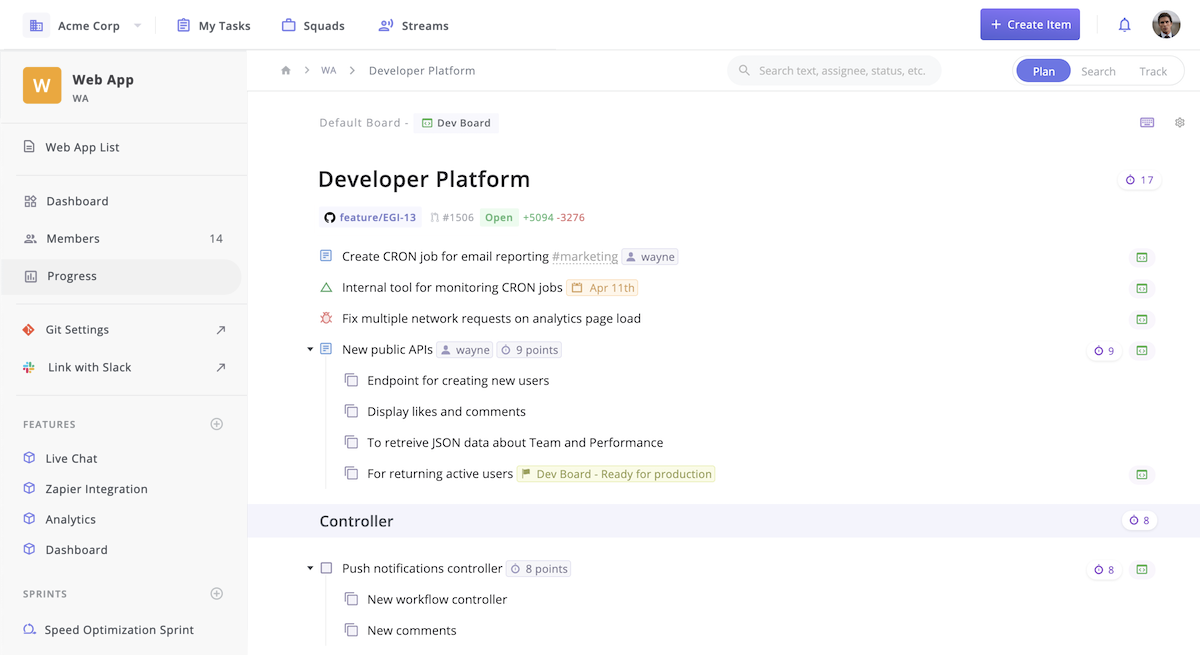 Acme Corp
My Tasks
Squads
Streams
+ Create Item
W
Web App
WA
WA
Developer Platform
Search text, assignee, status, etc.
Plan
Search
Track
Web App List
Dashboard
Members 14
Progress
Git Settings
Link with Slack
FEATURES
Live Chat
Zapier Integration
Analytics
Dashboard
SPRINTS
Speed Optimization Sprint
Default Board - Dev Board
Developer Platform 17
feature/EGI-13 #1506 Open +5094 -3276
Create CRON job for email reporting #marketing wayne
Internal tool for monitoring CRON jobs Apr 11th
Fix multiple network requests on analytics page load
New public APIs wayne 9 points 9
Endpoint for creating new users
Display likes and comments
To retreive JSON data about Team and Performance
For returning active users Dev Board - Ready for production
Controller 8
Push notifications controller 8 points 8
New workflow controller
New comments